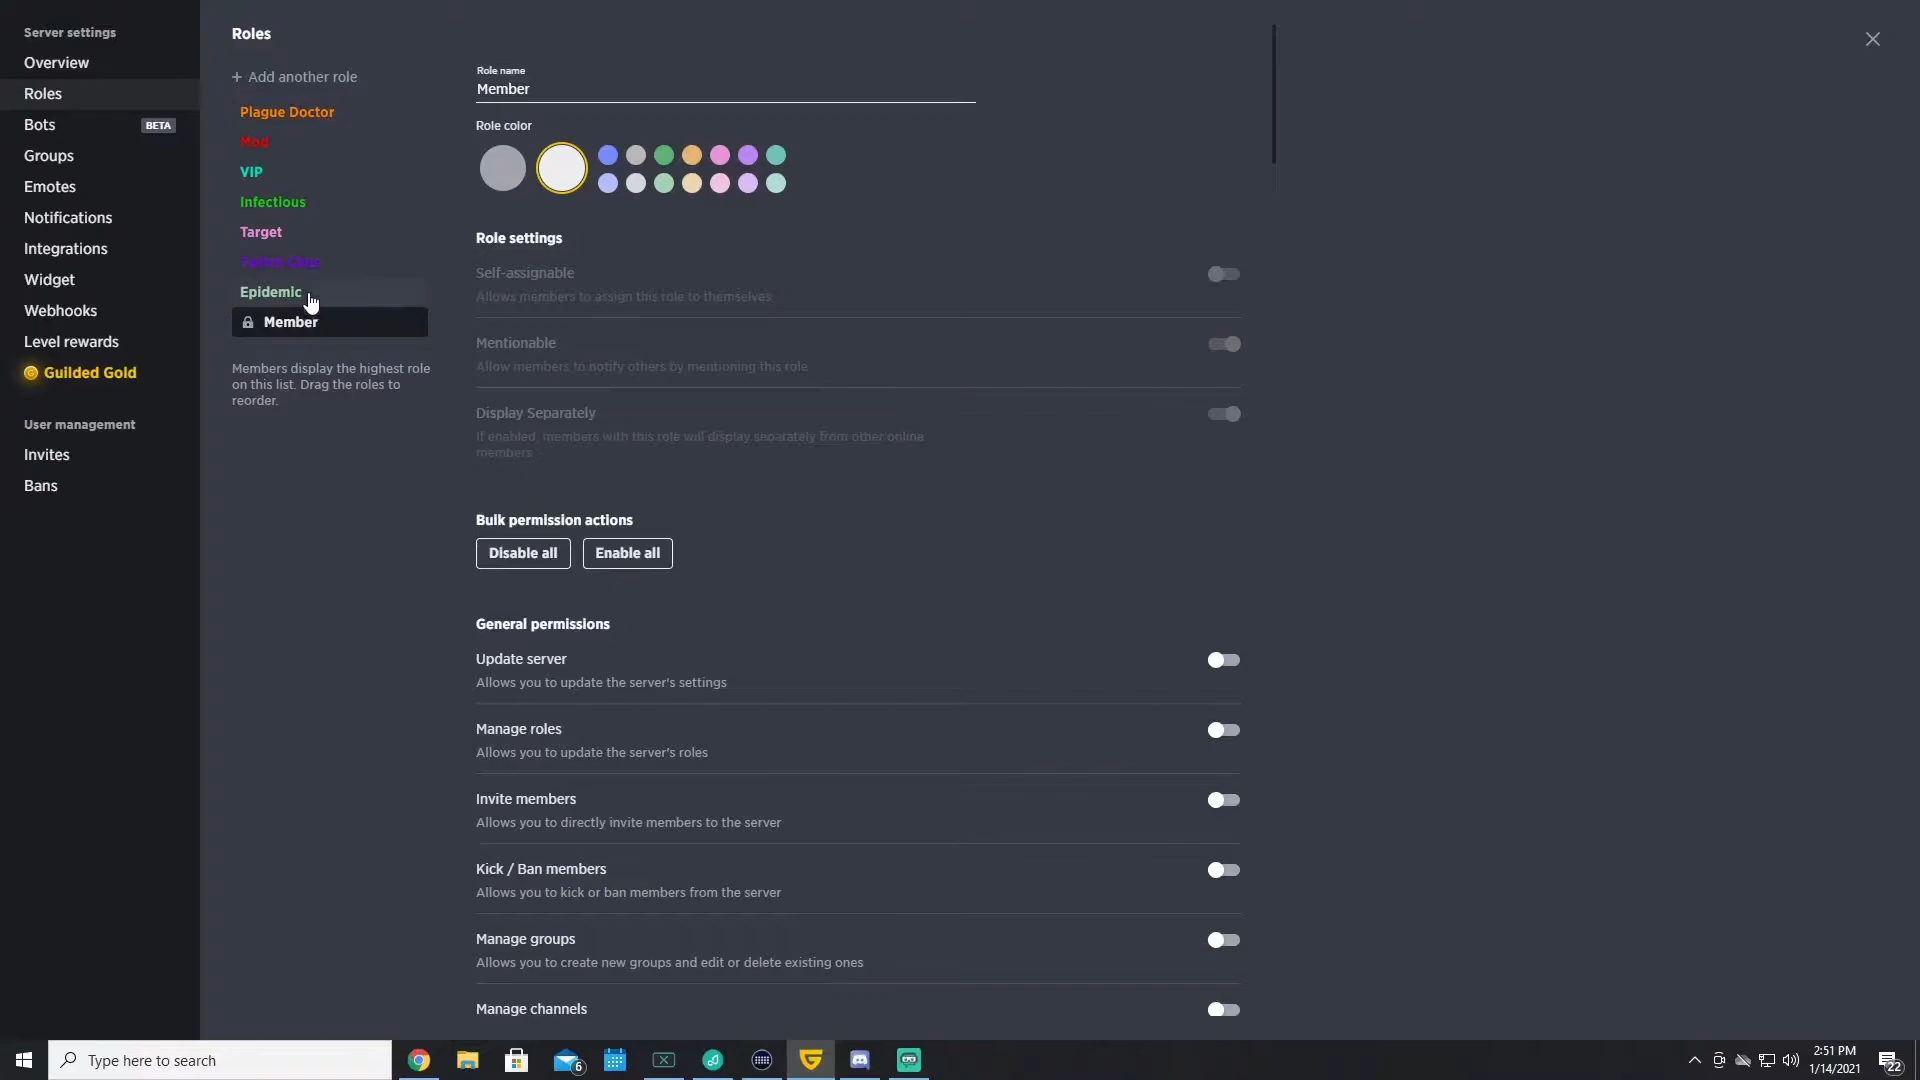 Server settings
Overview
Roles
Bots
BETA
Groups
Emotes
Notifications
Integrations
Widget
Webhooks
Level rewards
Guilded Gold
User management
Invites
Bans
Roles
+ Add another role
Plague Doctor
Mod
VIP
Infectious
Target
Epidemic
Member
Members display the highest role
on this list. Drag the roles to
reorder.
Role name
Member
Role color
Role settings
Self-assignable
Allows members to assign this role to themselves
Mentionable
Allow members to notify others by mentioning this role
Display Separately
If enabled, members with this role will display separately from other online
members.
Bulk permission actions
Disable all
Enable all
General permissions
Update server
Allows you to update the server's settings
Manage roles
Allows you to update the server's roles
Invite members
Allows you to directly invite members to the server
Kick / Ban members
Allows you to kick or ban members from the server
Manage groups
Allows you to create new groups and edit or delete existing ones
Manage channels
Type here to search
6
2:51 PM
1/14/2021
22